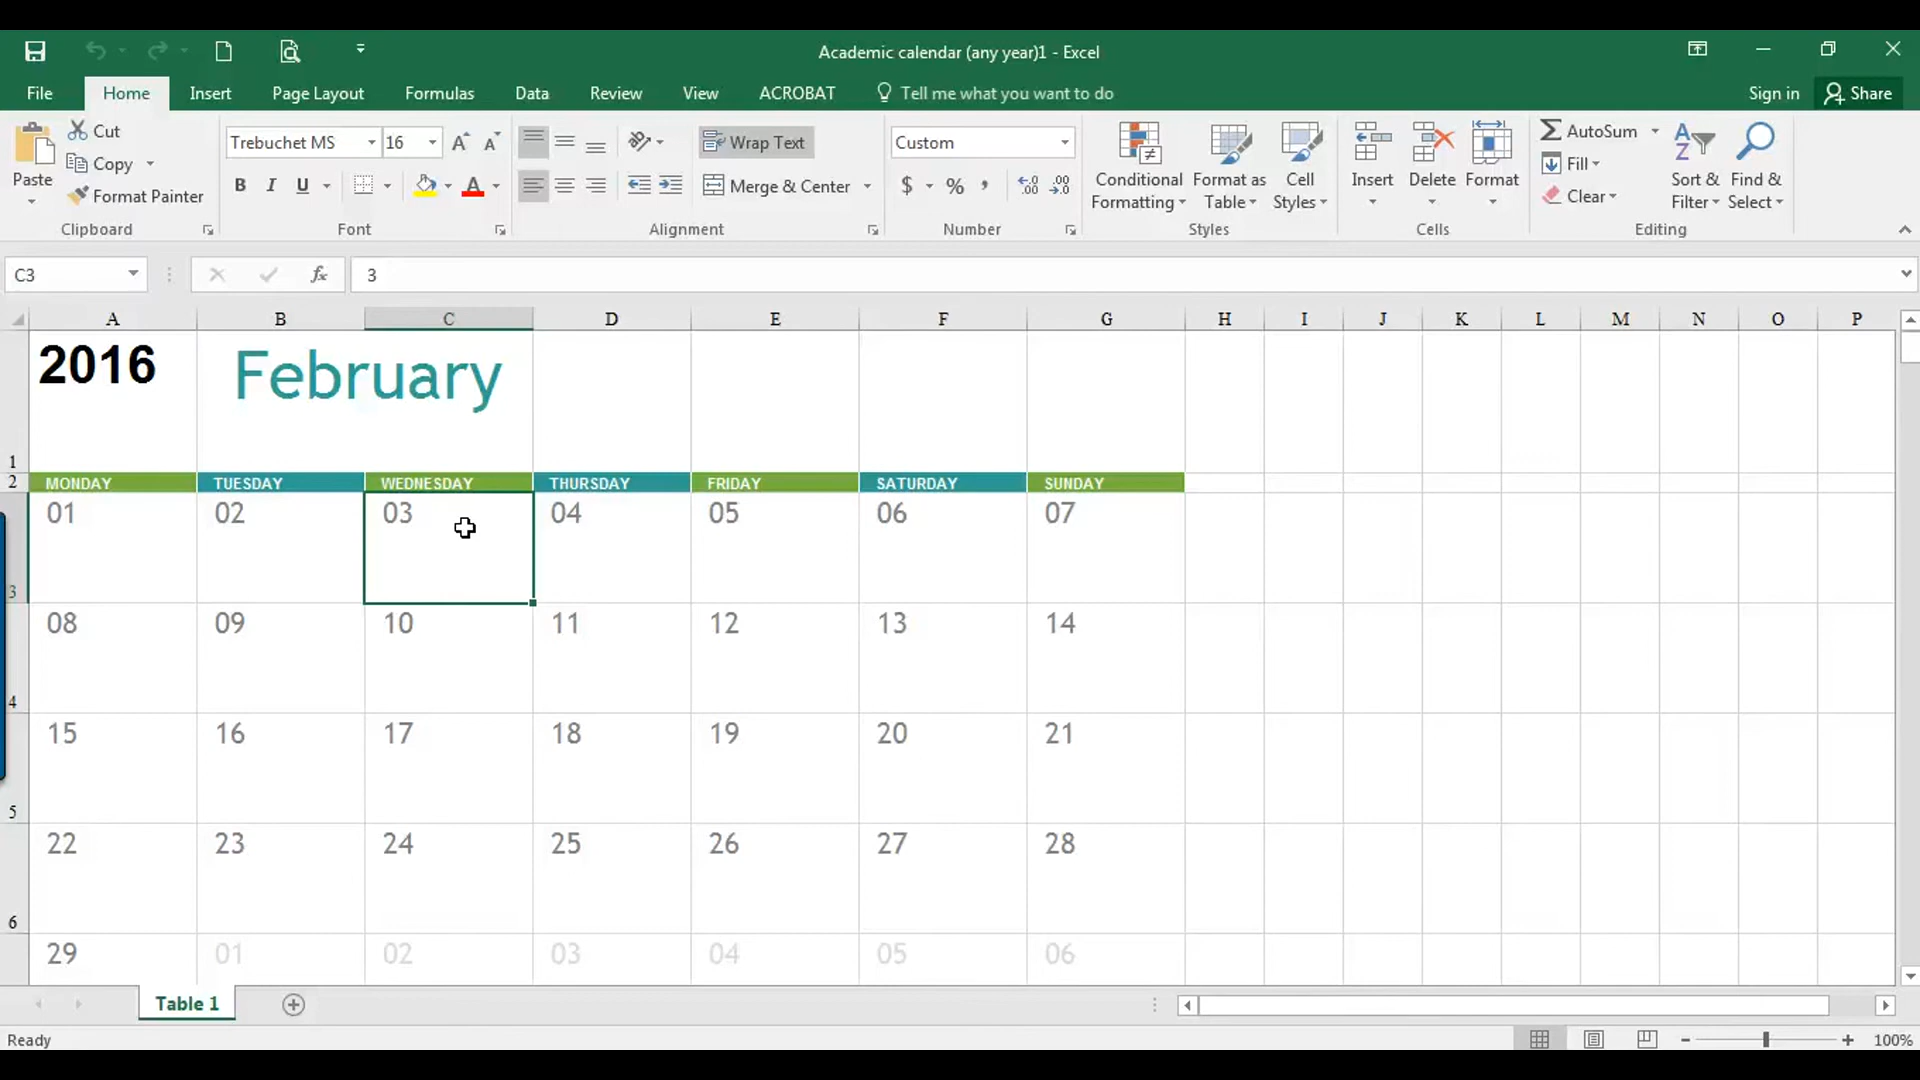 Academic calendar (any year)1 - Excel
File Home Insert Page Layout Formulas Data Review View ACROBAT Tell me what you want to do Sign in Share
Paste
Cut
Copy
Format Painter
Clipboard
Trebuchet MS 16
B I U A
Font
Wrap Text
Merge & Center
Alignment
Custom
$ % ,
Number
Conditional Formatting
Format as Table
Cell Styles
Styles
Insert Delete Format
Cells
AutoSum
Fill
Clear
Sort & Filter
Find & Select
Editing
C3 fx 3
A B C D E F G H I J K L M N O P
1 2016 February
2 MONDAY TUESDAY WEDNESDAY THURSDAY FRIDAY SATURDAY SUNDAY
3 01 02 03 04 05 06 07
4 08 09 10 11 12 13 14
5 15 16 17 18 19 20 21
6 22 23 24 25 26 27 28
29 01 02 03 04 05 06
Table 1
Ready 100%